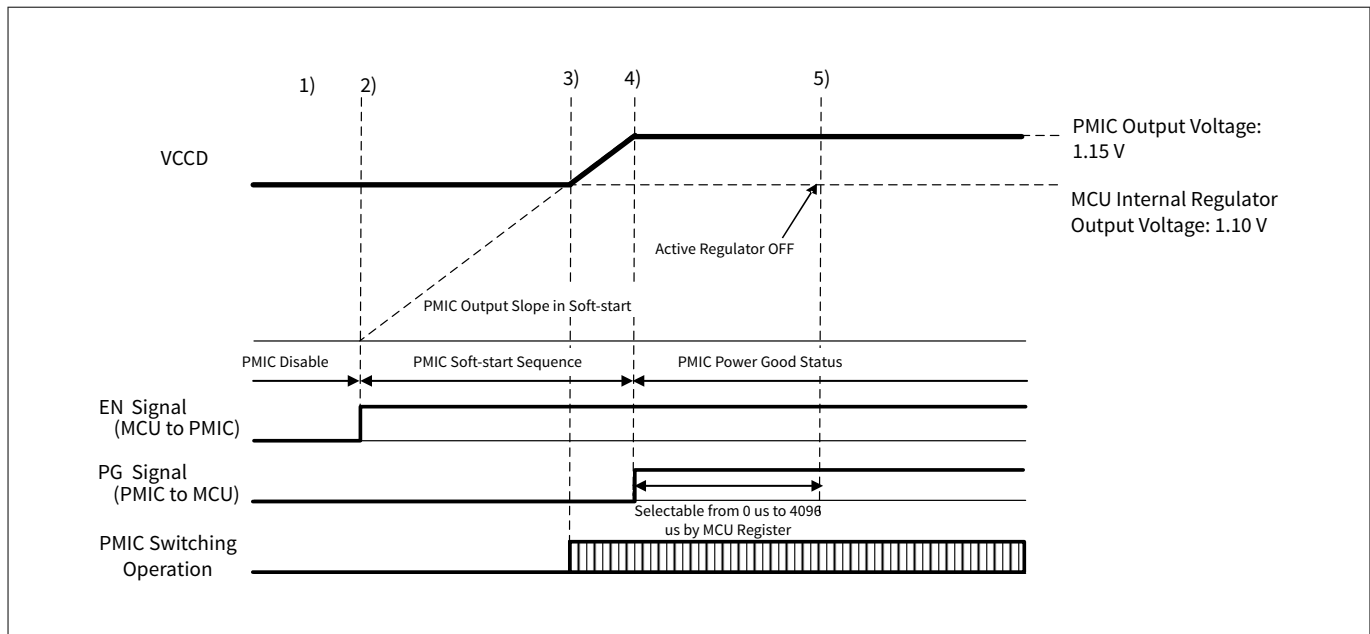 1)
2)
3)
4)
5)
VCCD
PMIC Output Voltage:
1.15 V
MCU Internal Regulator
Output Voltage: 1.10 V
Active Regulator OFF
PMIC Output Slope in Soft-start
PMIC Disable
PMIC Soft-start Sequence
PMIC Power Good Status
EN Signal
(MCU to PMIC)
PG Signal
(PMIC to MCU)
Selectable from 0 us to 4096
us by MCU Register
PMIC Switching
Operation